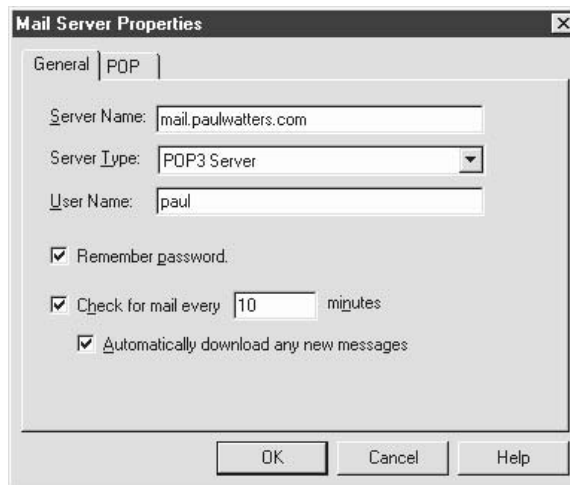 Mail Server Properties
General POP
Server Name: mail.paulwatters.com
Server Type: POP3 Server
User Name: paul
Remember password.
Check for mail every 10 minutes
Automatically download any new messages
OK Cancel Help